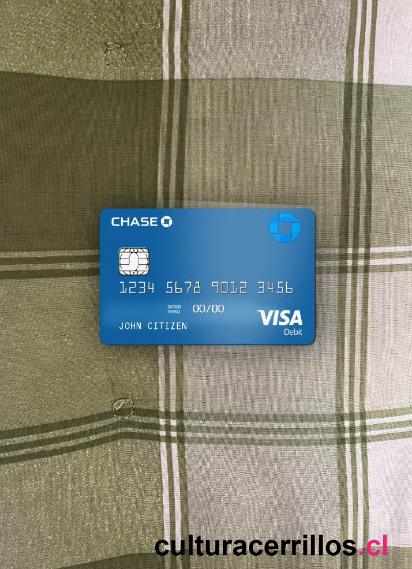 CHASE
1234 5678 9012 3456
GOOD THRU 00/00
JOHN CITIZEN
VISA
Debit
culturacerrillos.cl